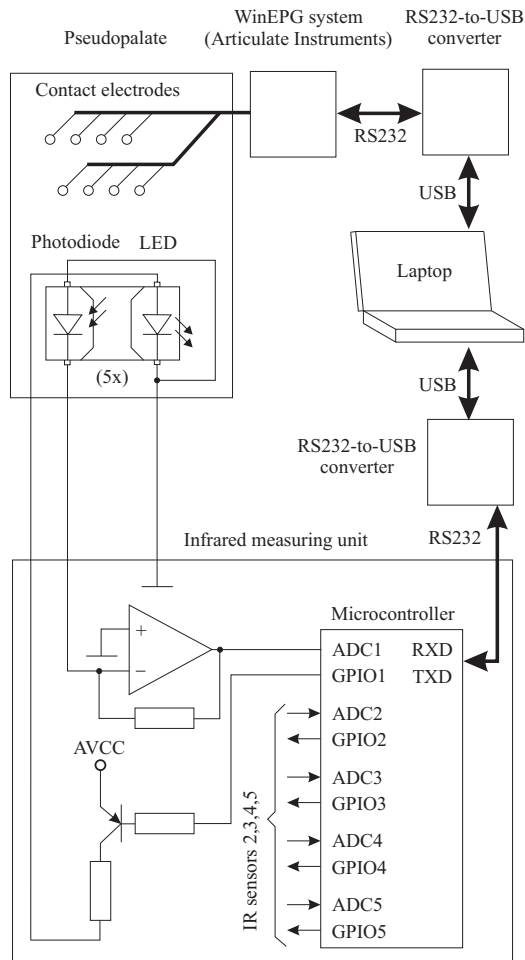 Pseudopalate
WinEPG system
(Articulate Instruments)
RS232-to-USB
converter
Contact electrodes
RS232
USB
Photodiode
LED
Laptop
(5x)
USB
RS232-to-USB
converter
RS232
Infrared measuring unit
Microcontroller
+
−
ADC1
RXD
GPIO1
TXD
ADC2
GPIO2
AVCC
ADC3
GPIO3
IR sensors 2,3,4,5
ADC4
GPIO4
ADC5
GPIO5